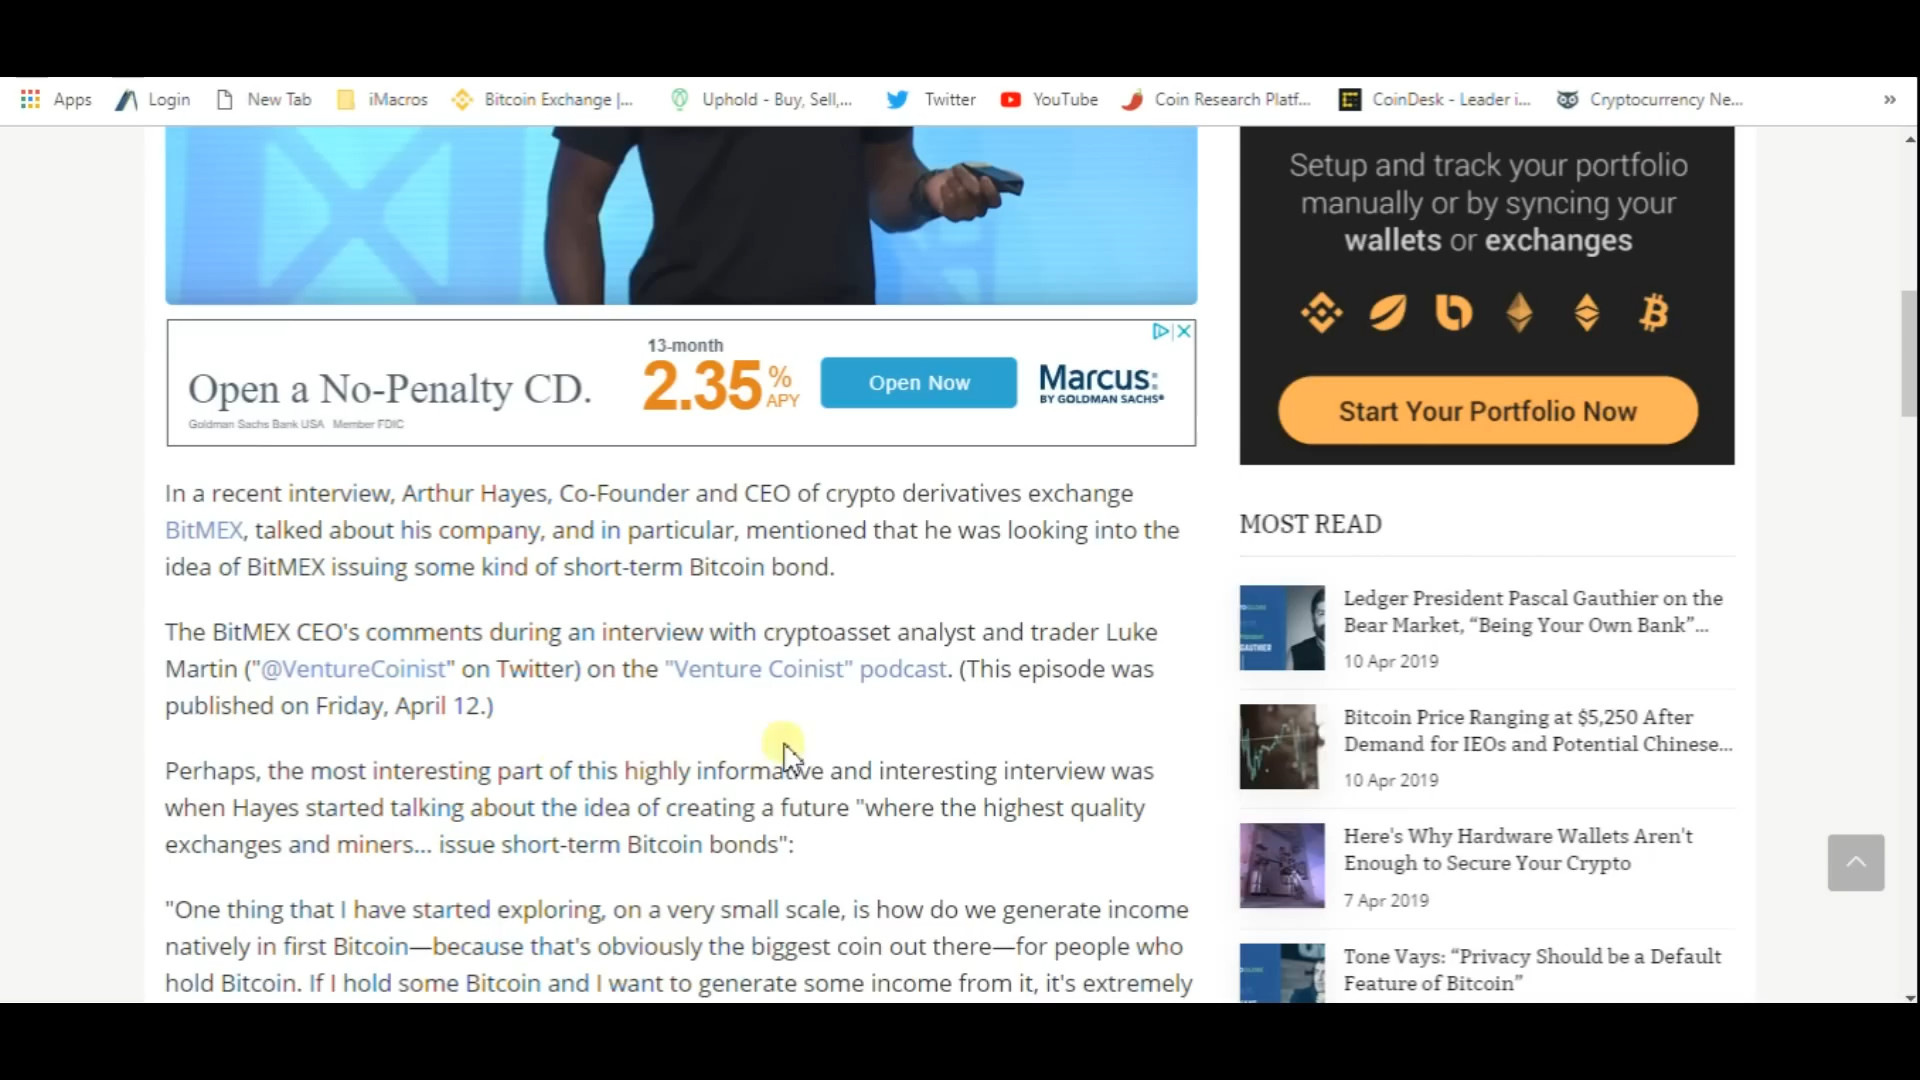 Apps
Login
New Tab
iMacros
Bitcoin Exchange |...
Uphold - Buy, Sell,...
Twitter
YouTube
Coin Research Platf...
CoinDesk - Leader i...
Cryptocurrency Ne...
»
Open a No-Penalty CD.
Goldman Sachs Bank USA Member FDIC
13-month
2.35% APY
Open Now
Marcus:
BY GOLDMAN SACHS®
In a recent interview, Arthur Hayes, Co-Founder and CEO of crypto derivatives exchange
BitMEX, talked about his company, and in particular, mentioned that he was looking into the
idea of BitMEX issuing some kind of short-term Bitcoin bond.
The BitMEX CEO's comments during an interview with cryptoasset analyst and trader Luke
Martin ("@VentureCoinist" on Twitter) on the "Venture Coinist" podcast. (This episode was
published on Friday, April 12.)
Perhaps, the most interesting part of this highly informative and interesting interview was
when Hayes started talking about the idea of creating a future "where the highest quality
exchanges and miners... issue short-term Bitcoin bonds":
"One thing that I have started exploring, on a very small scale, is how do we generate income
natively in first Bitcoin—because that's obviously the biggest coin out there—for people who
hold Bitcoin. If I hold some Bitcoin and I want to generate some income from it, it's extremely
Setup and track your portfolio
manually or by syncing your
wallets or exchanges
Start Your Portfolio Now
MOST READ
Ledger President Pascal Gauthier on the
Bear Market, “Being Your Own Bank”...
10 Apr 2019
Bitcoin Price Ranging at $5,250 After
Demand for IEOs and Potential Chinese...
10 Apr 2019
Here's Why Hardware Wallets Aren't
Enough to Secure Your Crypto
7 Apr 2019
Tone Vays: “Privacy Should be a Default
Feature of Bitcoin”